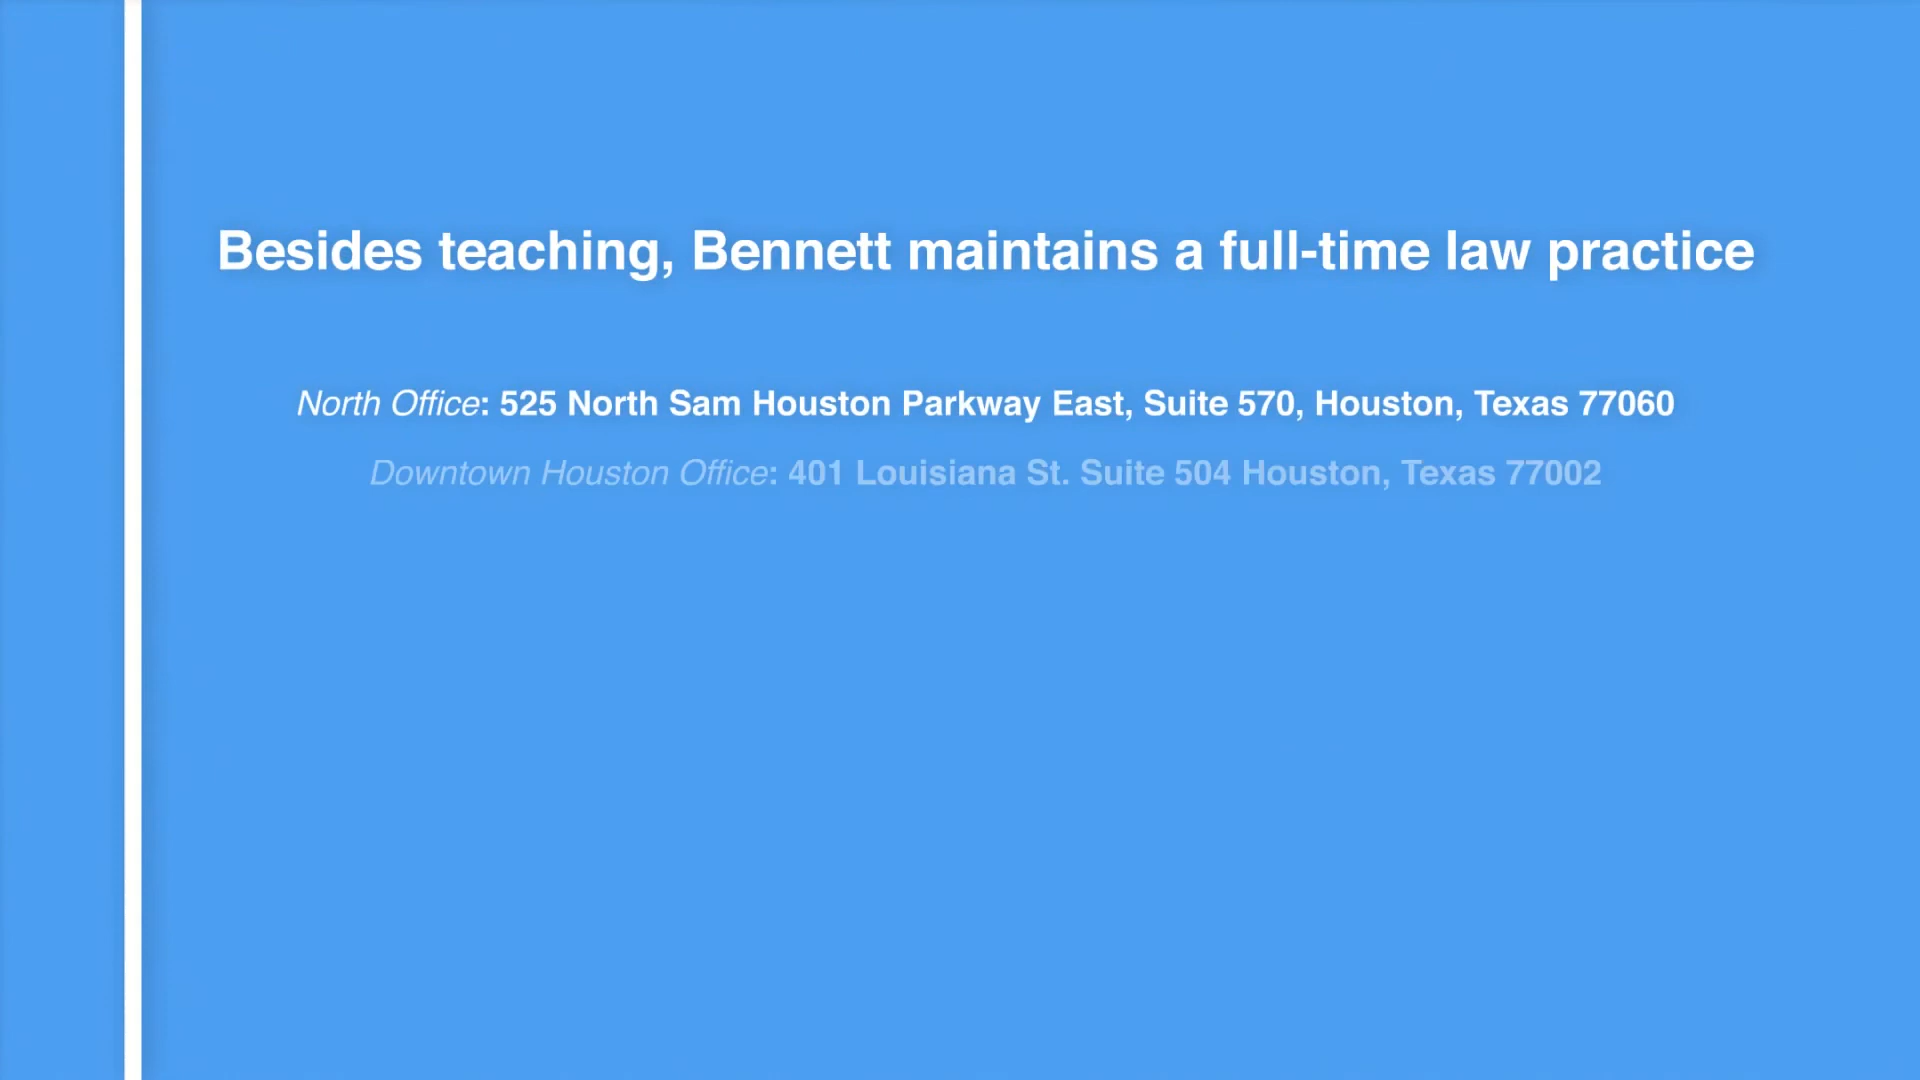 Besides teaching, Bennett maintains a full-time law practice
North Office: 525 North Sam Houston Parkway East, Suite 570, Houston, Texas 77060
Downtown Houston Office: 401 Louisiana St. Suite 504 Houston, Texas 77002